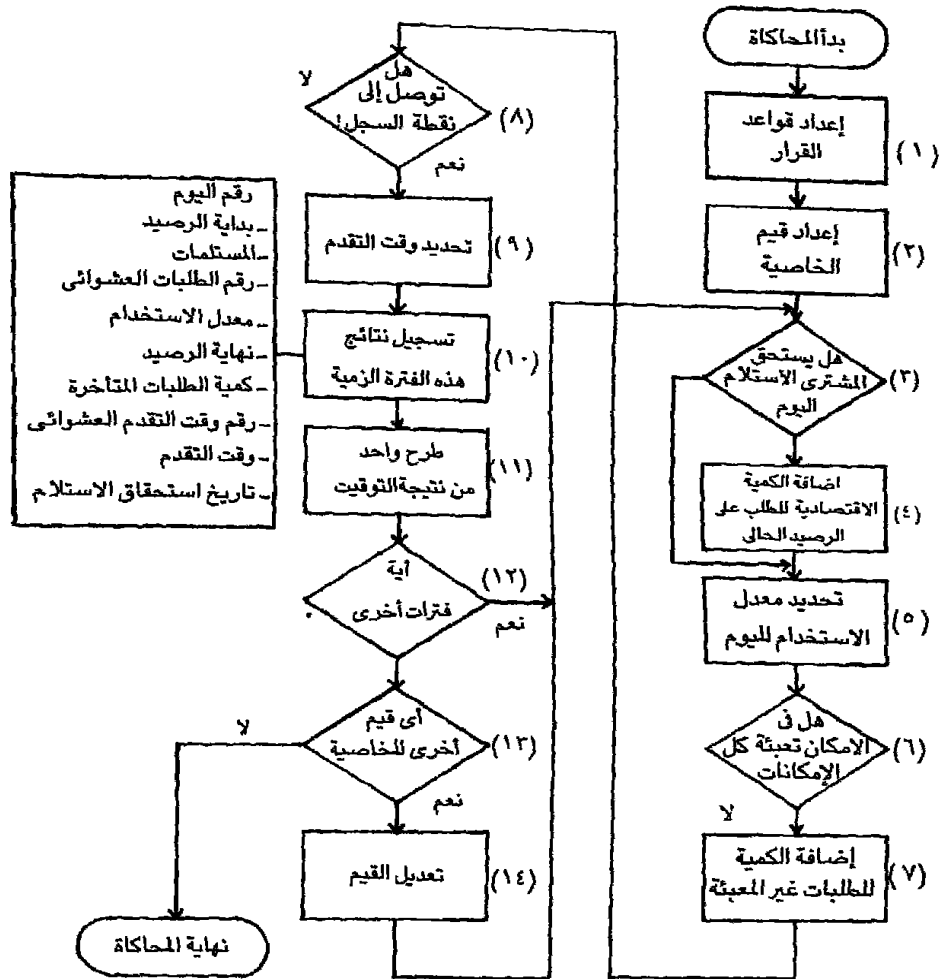 بدأ المحاكاة
إعداد قواعد
القرار
(١)
إعداد قيم
الخاصية
(٢)
هل يستحق
المشترى الاستلام
اليوم
(٣)
اضافة الكمية
الاقتصادية للطلب على
الرصيد الحالى
(٤)
تحديد معدل
الاستخدام لليوم
(٥)
هل فى
الامكان تعبئة كل
الإمكانات
(٦)
لا
إضافة الكمية
للطلبات غير المعبئة
(٧)
هل
توصل إلى
نقطة السجل!
(٨)
لا
نعم
تحديد وقت التقدم
(٩)
تسجيل نتائج
هذه الفترة الزمية
(١٠)
رقم اليوم
ـ بداية الرصيد
ـ المستلمات
ـ رقم الطلبات العشوائى
ـ معدل الاستخدام
ـ نهاية الرصيد
ـ كمية الطلبات المتأخرة
ـ رقم وقت التقدم العشوائى
ـ وقت التقدم
ـ تاريخ استحقاق الاستلام
طرح واحد
من نتيجة التوقيت
(١١)
أية
فترات أخرى
(١٢)
نعم
أى قيم
أخرى للخاصية
(١٣)
لا
نعم
تعديل القيم
(١٤)
نهاية المحاكاة